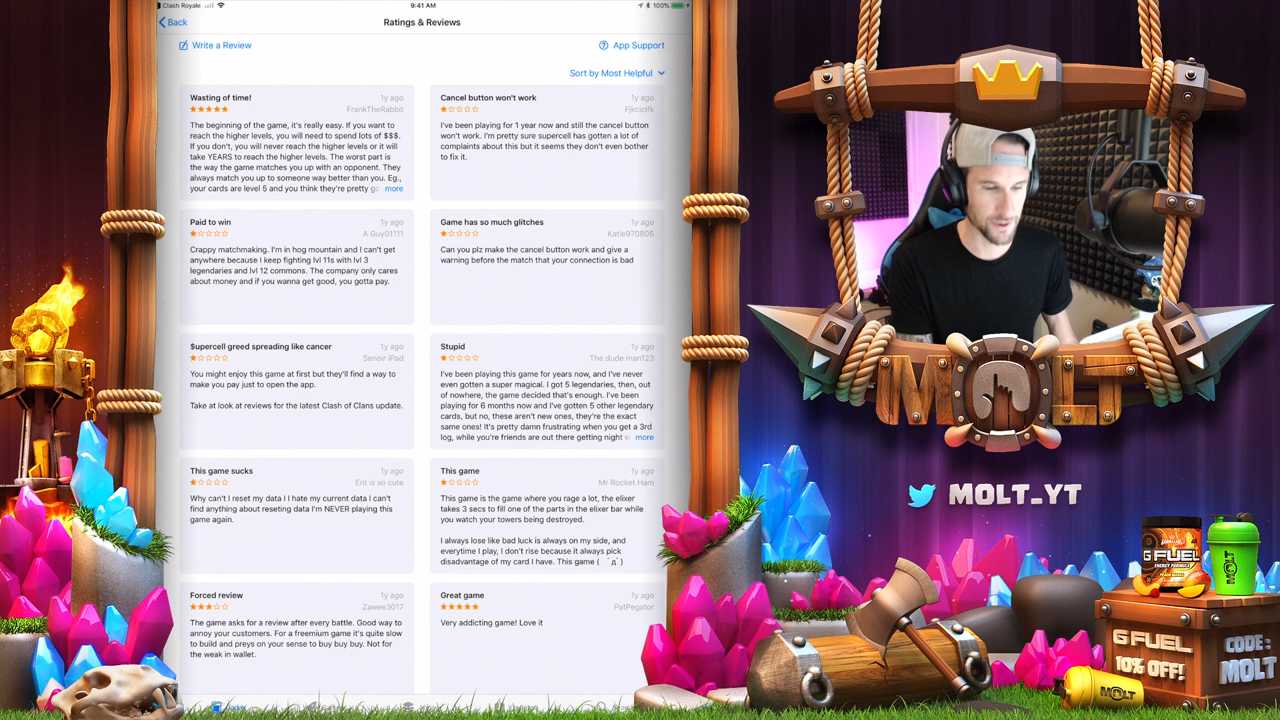 Clash Royale
9:41 AM
100%
Back
Ratings & Reviews
Write a Review
App Support
Sort by Most Helpful
Wasting of time!
1y ago
FrankTheRabbit
The beginning of the game, it's really easy. If you want to
reach the higher levels, you will need to spend lots of $$$.
If you don't, you will never reach the higher levels or it will
take YEARS to reach the higher levels. The worst part is
the way the game matches you up with an opponent. They
always match you up to someone way better than you. Eg.,
your cards are level 5 and you think they're pretty
more
Cancel button won't work
1y ago
Fjkcicifk
I've been playing for 1 year now and still the cancel button
won't work. I'm pretty sure supercell has gotten a lot of
complaints about this but it seems they don't even bother
to fix it.
Paid to win
1y ago
A Guy01111
Crappy matchmaking. I'm in hog mountain and I can't get
anywhere because I keep fighting lvl 11s with lvl 3
legendaries and lvl 12 commons. The company only cares
about money and if you wanna get good, you gotta pay.
Game has so much glitches
1y ago
Katie970805
Can you plz make the cancel button work and give a
warning before the match that your connection is bad
$upercell greed spreading like cancer
1y ago
Senoir iPad
You might enjoy this game at first but they'll find a way to
make you pay just to open the app.
Take at look at reviews for the latest Clash of Clans update.
Stupid
1y ago
The dude man123
I've been playing this game for years now, and I've never
even gotten a super magical. I got 5 legendaries, then, out
of nowhere, the game decided that's enough. I've been
playing for 6 months now and I've gotten 5 other legendary
cards, but no, these aren't new ones, they're the exact
same ones! It's pretty damn frustrating when you get a 3rd
log, while you're friends are out there getting night
more
This game sucks
1y ago
Ent is so cute
Why can't I reset my data I I hate my current data I can't
find anything about reseting data I'm NEVER playing this
game again.
This game
1y ago
Mr Rocket Ham
This game is the game where you rage a lot, the elixer
takes 3 secs to fill one of the parts in the elixer bar while
you watch your towers being destroyed.
I always lose like bad luck is always on my side, and
everytime I play, I don't rise because it always pick
disadvantage of my card I have. This game ( ´д`)
Forced review
1y ago
Zawee3017
The game asks for a review after every battle. Good way to
annoy your customers. For a freemium game it's quite slow
to build and preys on your sense to buy buy buy. Not for
the weak in wallet.
Great game
1y ago
PatPegator
Very addicting game! Love it
MOLT
MOLT_YT
G FUEL
ENERGY FORMULA
MOLT
G FUEL
10% OFF!
CODE:
MOLT
MOLT